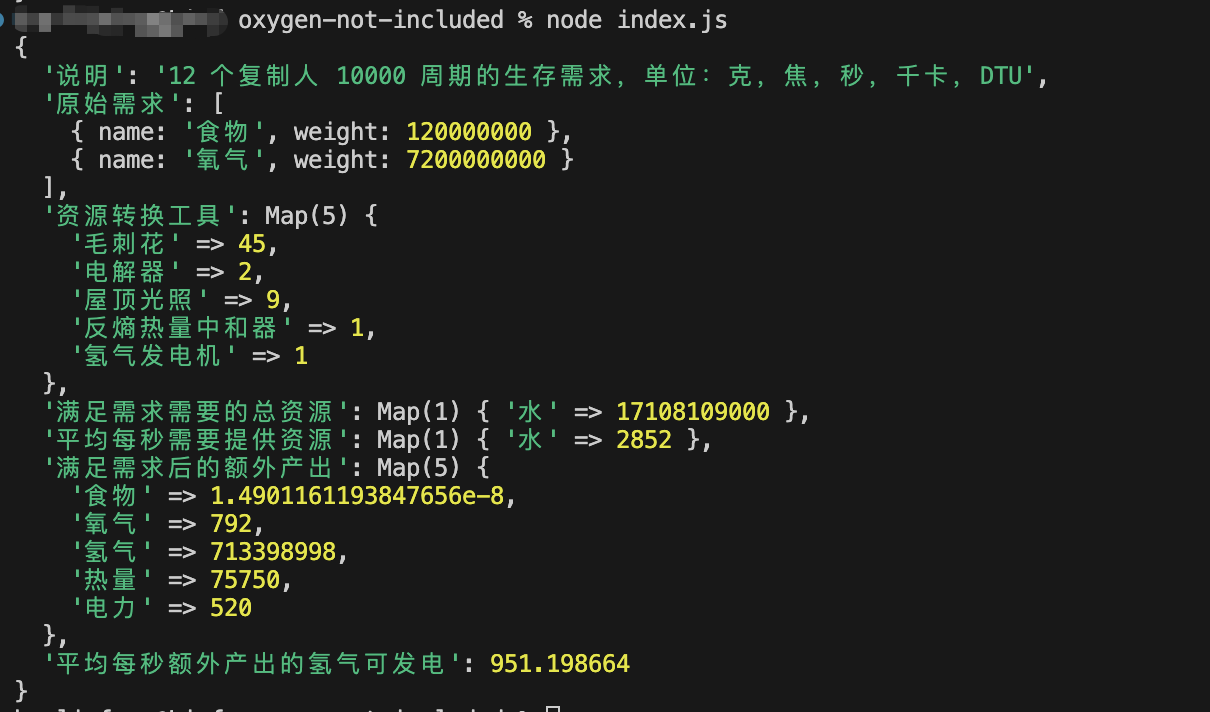 oxygen-not-included % node index.js
{
'说明': '12 个复制人 10000 周期的生存需求, 单位: 克, 焦, 秒, 千卡, DTU',
'原始需求': [
{ name: '食物', weight: 120000000 },
{ name: '氧气', weight: 7200000000 }
],
'资源转换工具': Map(5) {
'毛刺花' => 45,
'电解器' => 2,
'屋顶光照' => 9,
'反熵热量中和器' => 1,
'氢气发电机' => 1
},
'满足需求需要的总资源': Map(1) { '水' => 17108109000 },
'平均每秒需要提供资源': Map(1) { '水' => 2852 },
'满足需求后的额外产出': Map(5) {
'食物' => 1.4901161193847656e-8,
'氧气' => 792,
'氢气' => 713398998,
'热量' => 75750,
'电力' => 520
},
'平均每秒额外产出的氢气可发电': 951.198664
}